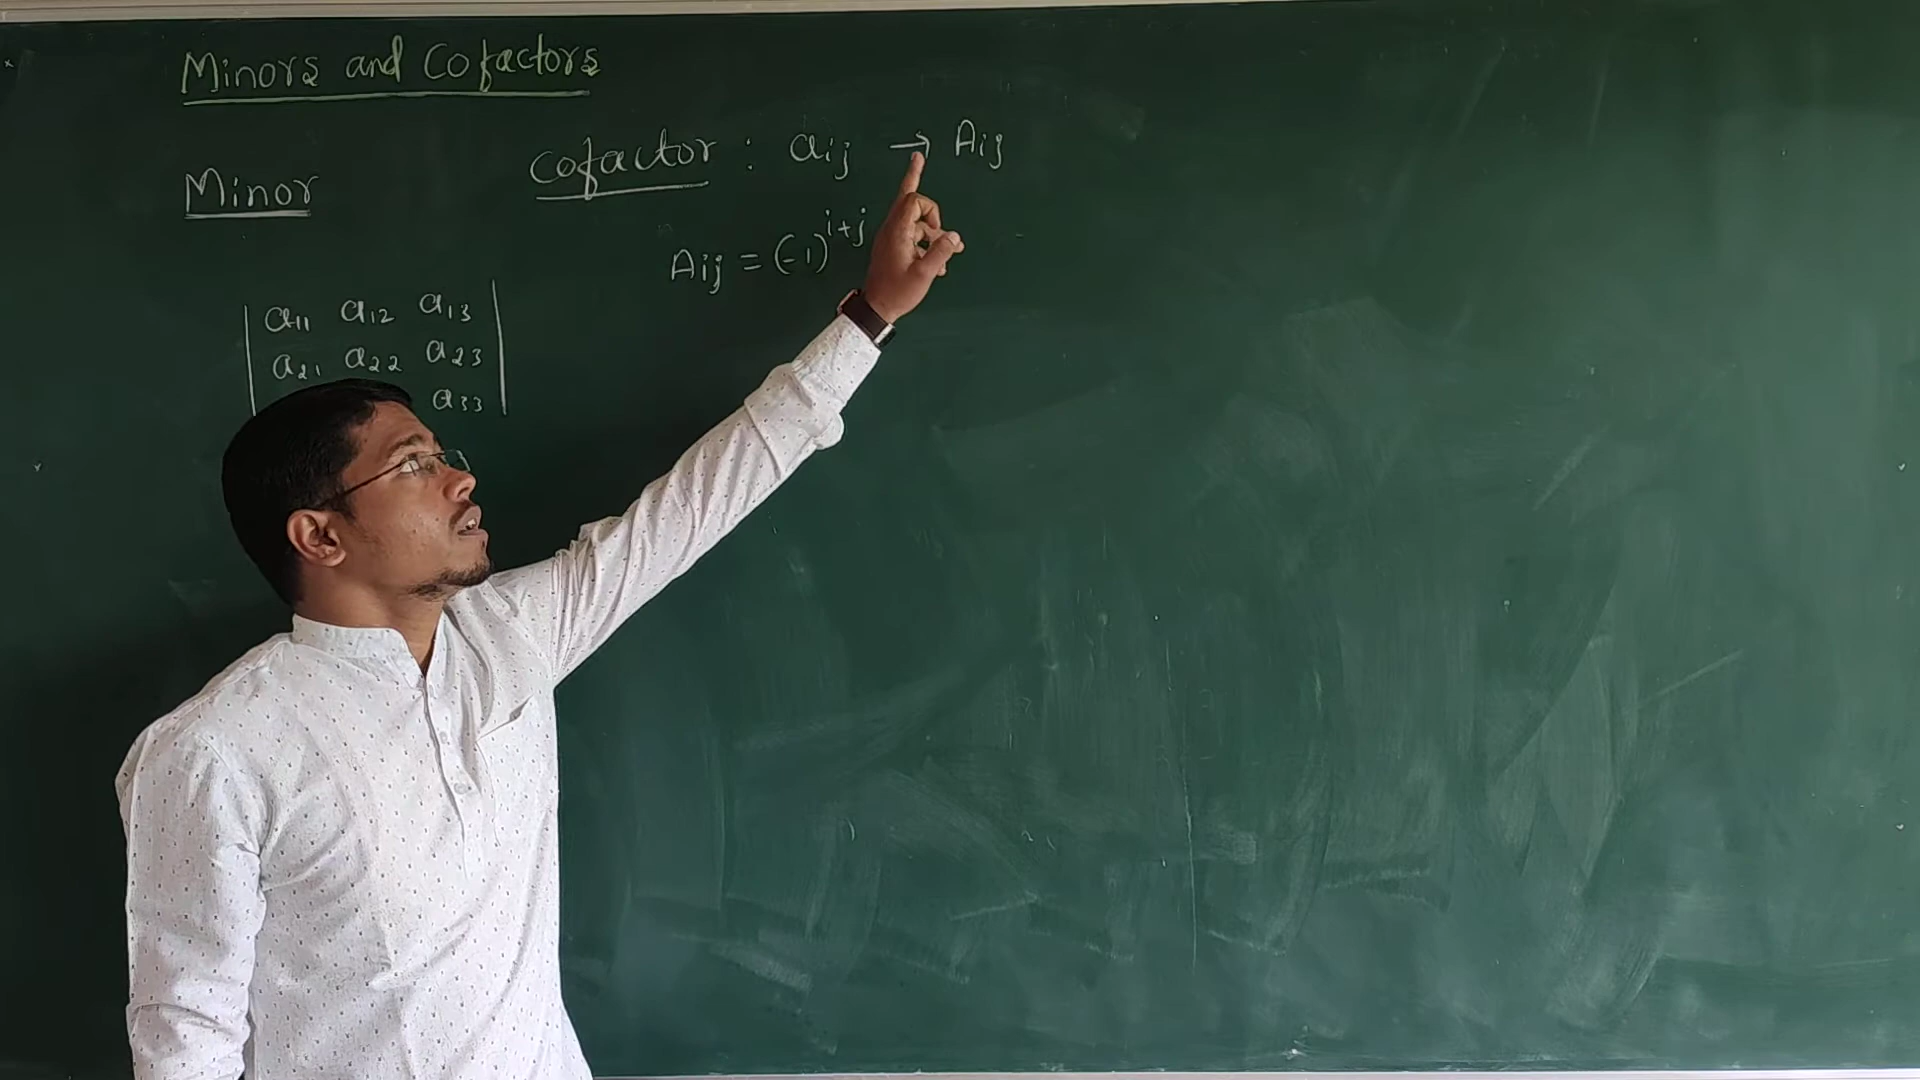 Minors and Cofactors
Minor
Cofactor : aij → Aij
Aij = (-1)^i+j
a11 a12 a13
a21 a22 a23
a33